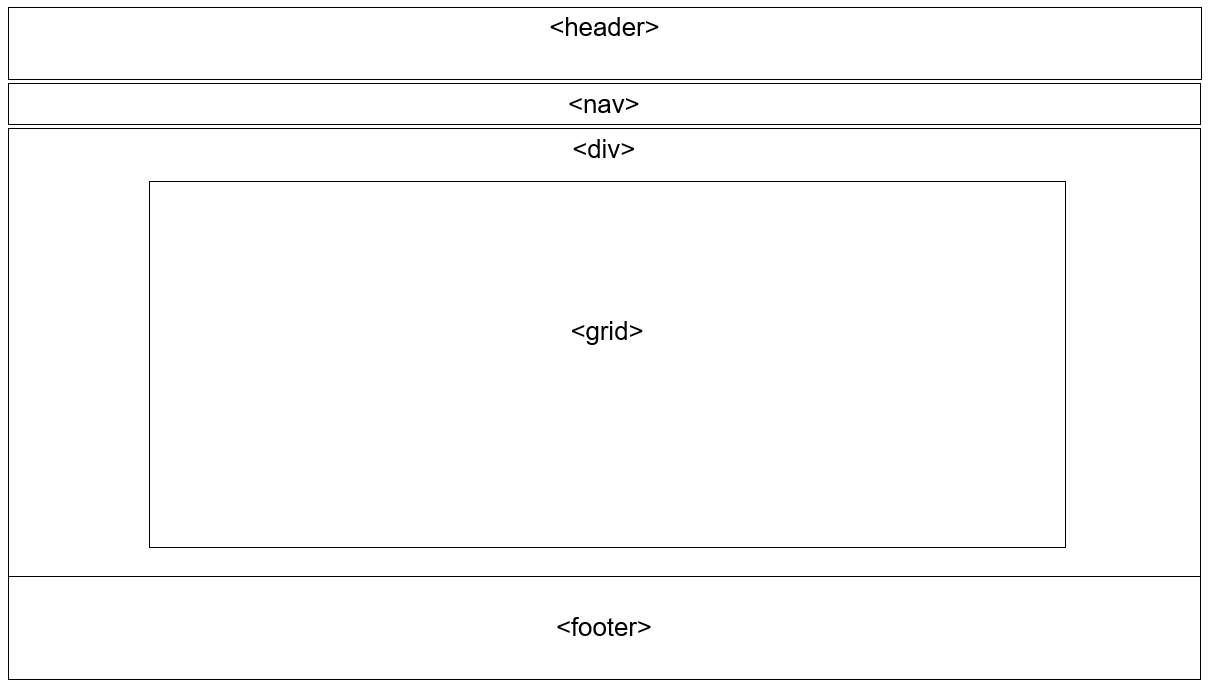 <header>
<nav>
<div>
<grid>
<footer>